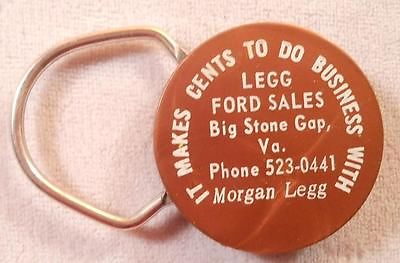 IT MAKES CENTS TO DO BUSINESS WITH
LEGG
FORD SALES
Big Stone Gap,
Va.
Phone 523-0441
Morgan Legg